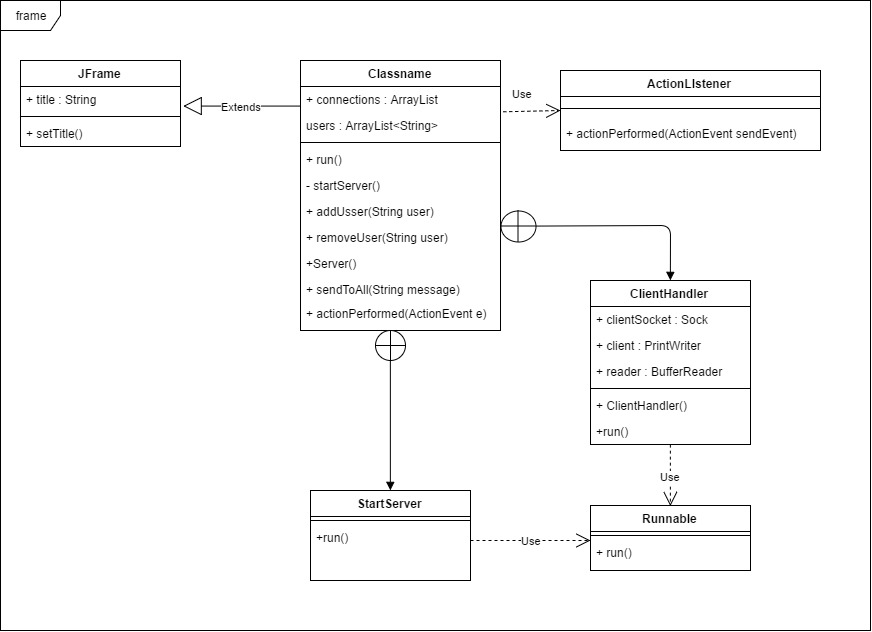 frame
JFrame
+ title : String
+ setTitle()
Extends
Classname
+ connections : ArrayList
users : ArrayList<String>
+ run()
- startServer()
+ addUsser(String user)
+ removeUser(String user)
+Server()
+ sendToAll(String message)
+ actionPerformed(ActionEvent e)
Use
ActionLIstener
+ actionPerformed(ActionEvent sendEvent)
ClientHandler
+ clientSocket : Sock
+ client : PrintWriter
+ reader : BufferReader
+ ClientHandler()
+run()
Use
StartServer
+run()
Use
Runnable
+ run()